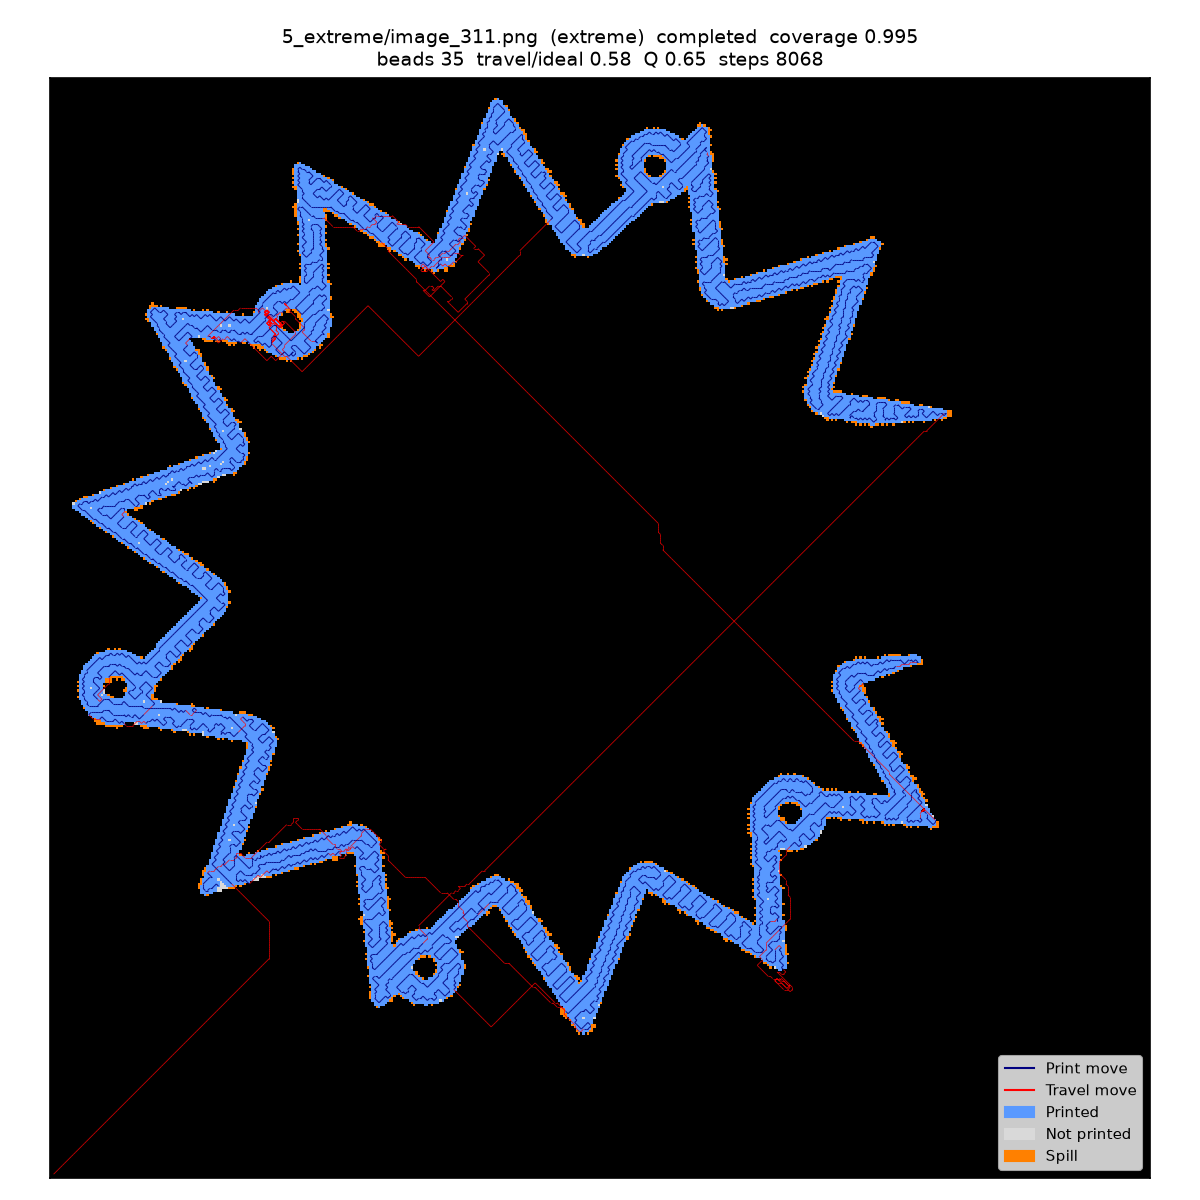 5_extreme/image_311.png  (extreme)  completed  coverage 0.995
beads 35  travel/ideal 0.58  Q 0.65  steps 8068
Print move
Travel move
Printed
Not printed
Spill